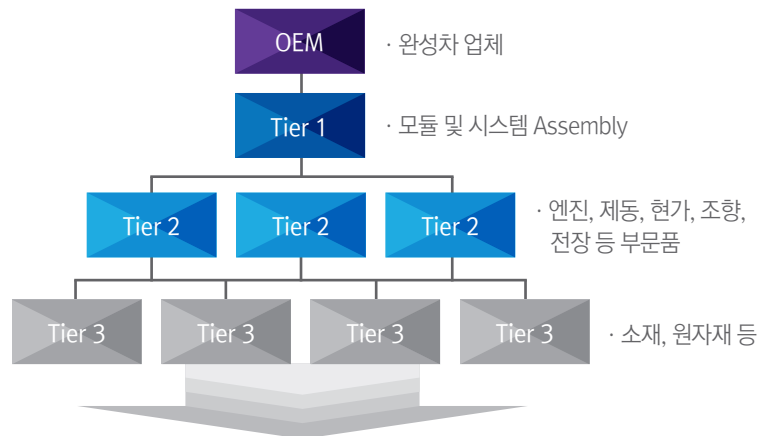 OEM
· 완성차 업체
Tier 1
· 모듈 및 시스템 Assembly
Tier 2
Tier 2
Tier 2
· 엔진, 제동, 현가, 조향,
전장 등 부문품
Tier 3
Tier 3
Tier 3
Tier 3
· 소재, 원자재 등